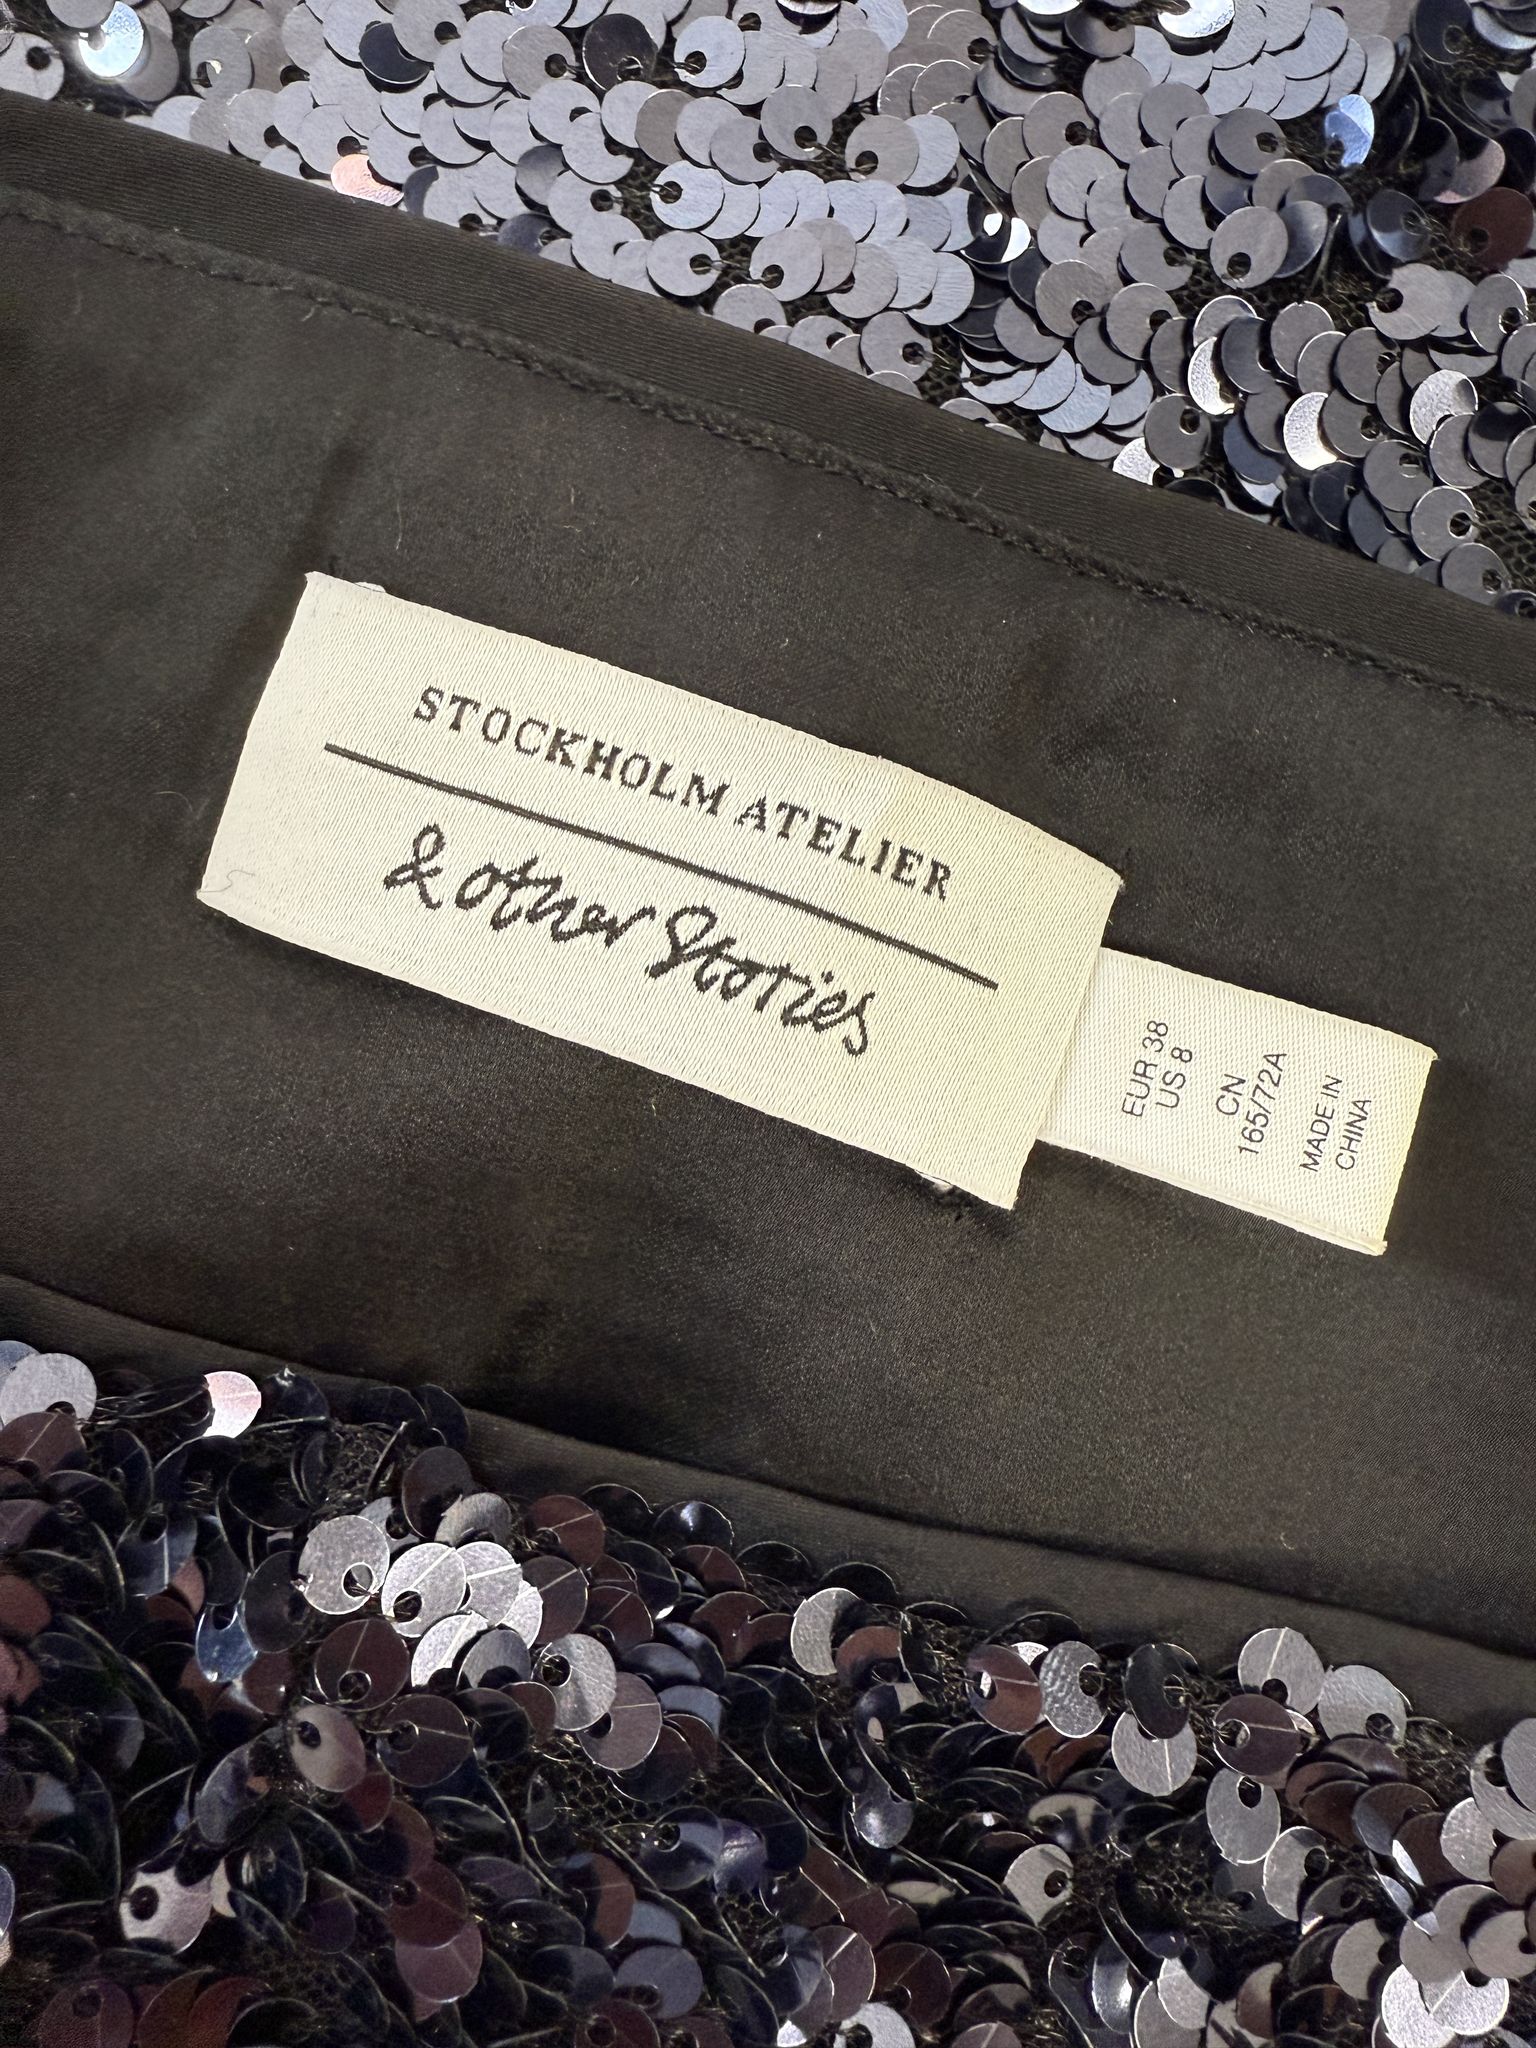 STOCKHOLM ATELIER
& other Stories
EUR 38
US 8
CN
165/72A
MADE IN
CHINA